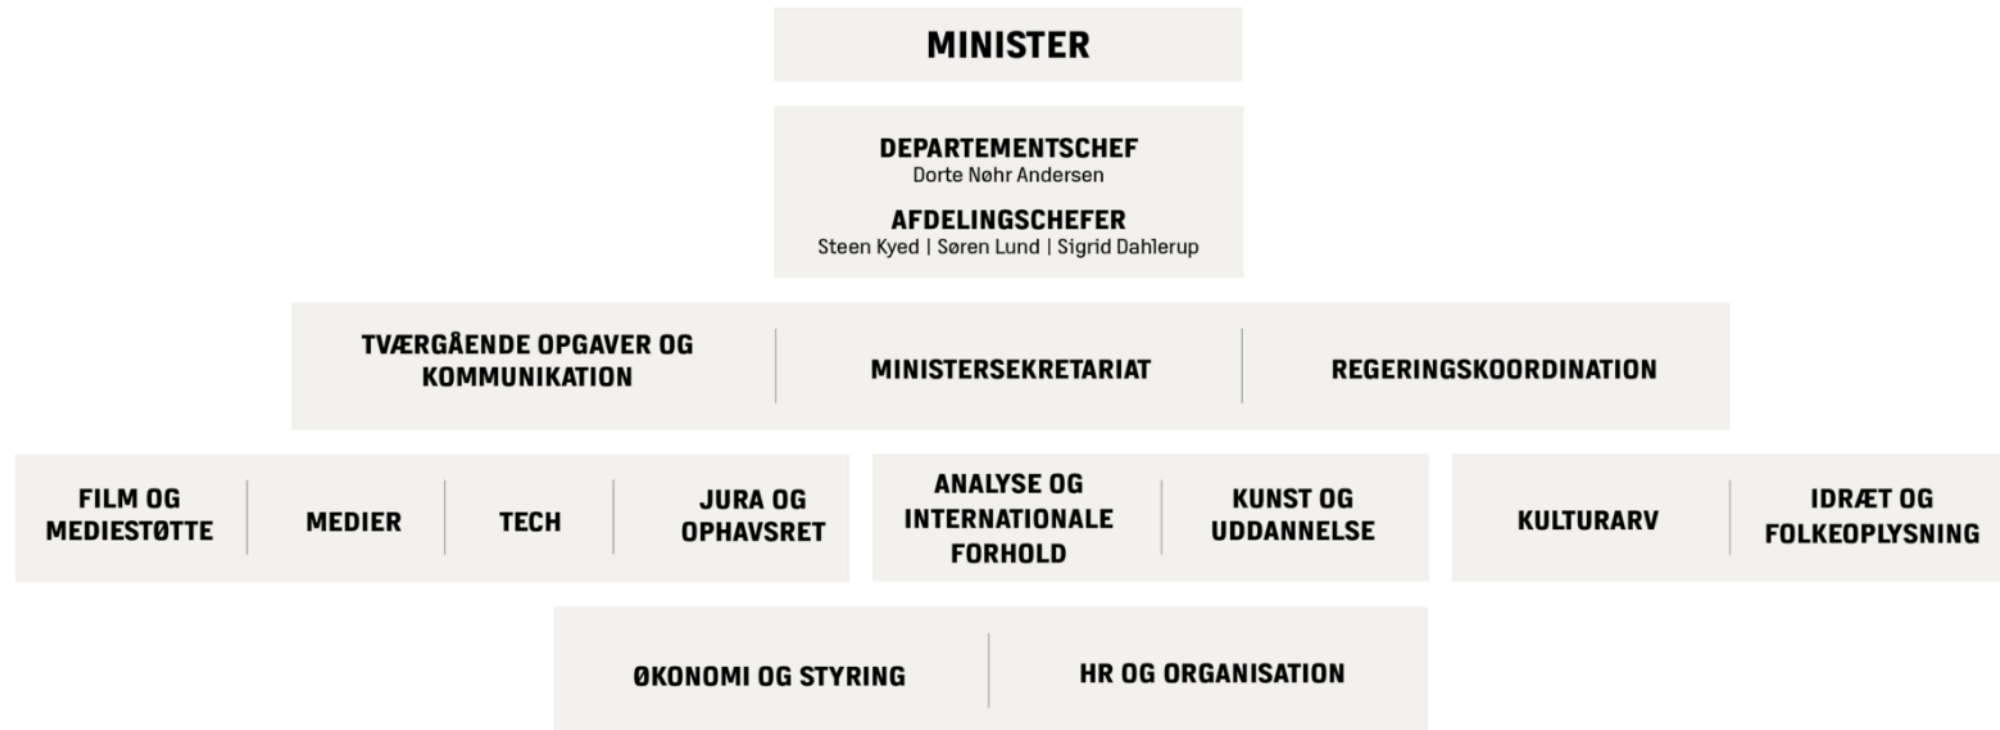 MINISTER
DEPARTEMENTSCHEF
Dorte Nøhr Andersen
AFDELINGSCHEFER
Steen Kyed | Søren Lund | Sigrid Dahlerup
TVÆRGÅENDE OPGAVER OG
KOMMUNIKATION
MINISTERSEKRETARIAT
REGERINGSKOORDINATION
FILM OG
MEDIESTØTTE
MEDIER
TECH
JURA OG
OPHAVSRET
ANALYSE OG
INTERNATIONALE
FORHOLD
KUNST OG
UDDANNELSE
KULTURARV
IDRÆT OG
FOLKEOPLYSNING
ØKONOMI OG STYRING
HR OG ORGANISATION